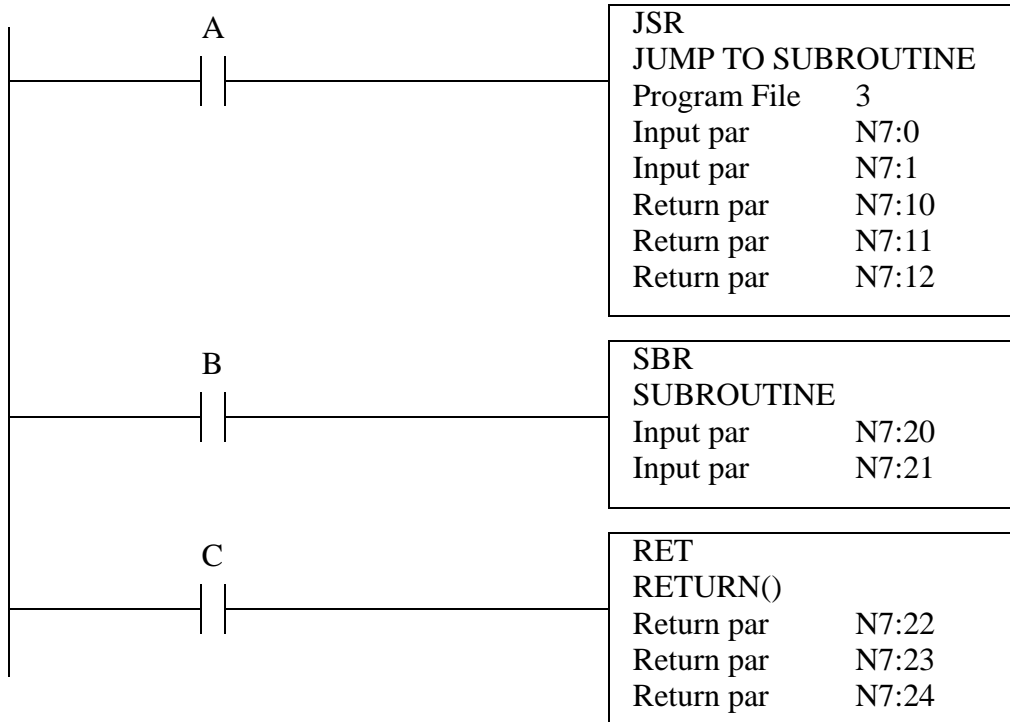 A
JSR
JUMP TO SUBROUTINE
Program File 3
Input par N7:0
Input par N7:1
Return par N7:10
Return par N7:11
Return par N7:12
B
SBR
SUBROUTINE
Input par N7:20
Input par N7:21
C
RET
RETURN()
Return par N7:22
Return par N7:23
Return par N7:24